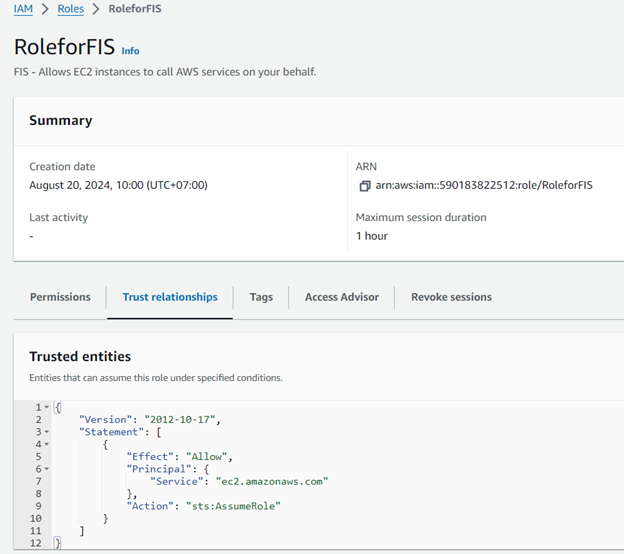 IAM > Roles > RoleforFIS
RoleforFIS Info
FIS - Allows EC2 instances to call AWS services on your behalf.
Summary
Creation date
August 20, 2024, 10:00 (UTC+07:00)
ARN
arn:aws:iam::590183822512:role/RoleforFIS
Last activity
-
Maximum session duration
1 hour
Permissions Trust relationships Tags Access Advisor Revoke sessions
Trusted entities
Entities that can assume this role under specified conditions.
1 {
2 "Version": "2012-10-17",
3 "Statement": [
4 {
5 "Effect": "Allow",
6 "Principal": {
7 "Service": "ec2.amazonaws.com"
8 },
9 "Action": "sts:AssumeRole"
10 }
11 ]
12 }